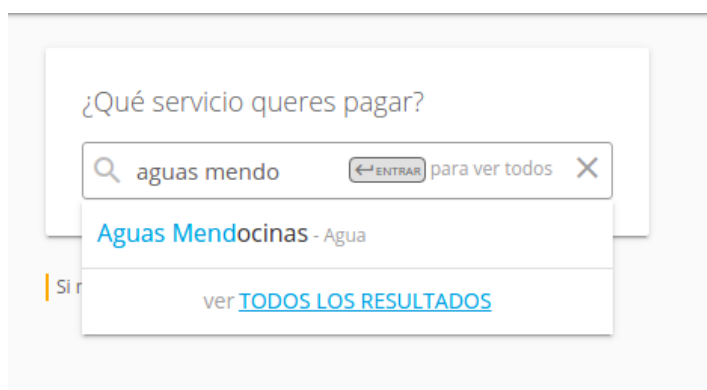 ¿Qué servicio queres pagar?
aguas mendo ENTRAR para ver todos
Aguas Mendocinas - Agua
Si
ver TODOS LOS RESULTADOS